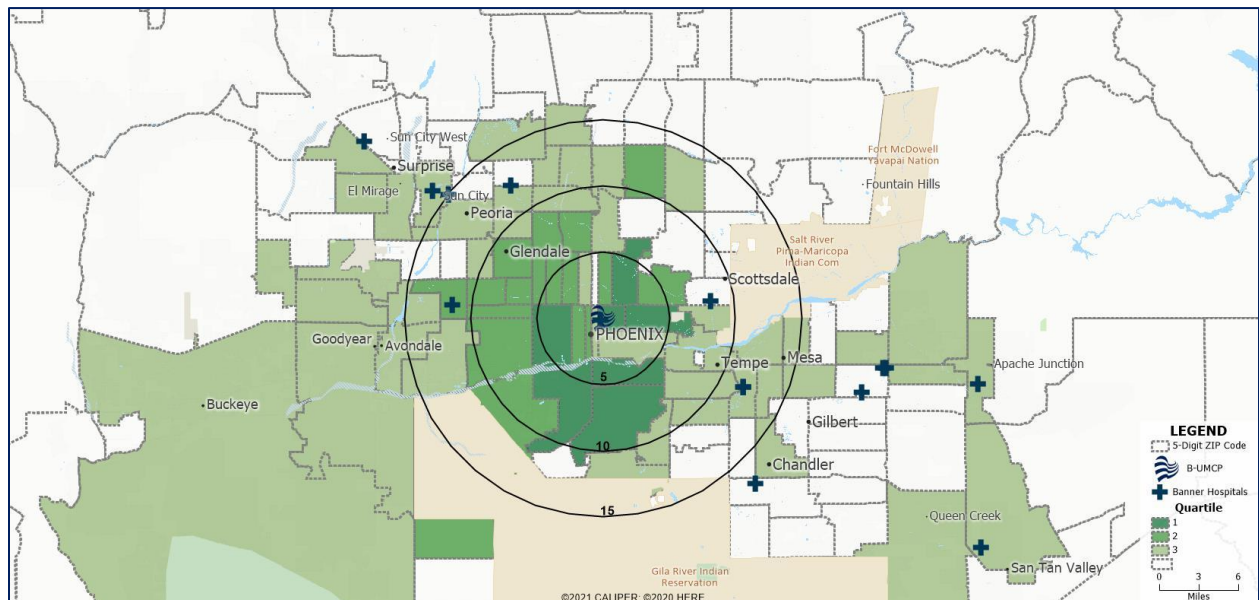 Sun City West
Surprise
El Mirage
Sun City
Peoria
Fort McDowell
Yavapai Nation
Fountain Hills
Glendale
Salt River
Pima-Maricopa
Indian Com
Scottsdale
PHOENIX
Goodyear
Avondale
Tempe
Mesa
Apache Junction
5
Buckeye
Gilbert
10
Chandler
15
Queen Creek
San Tan Valley
Gila River Indian
Reservation
©2021 CALIPER; ©2020 HERE
LEGEND
5-Digit ZIP Code
B-UMCP
Banner Hospitals
Quartile
1
2
3
0 3 6
Miles